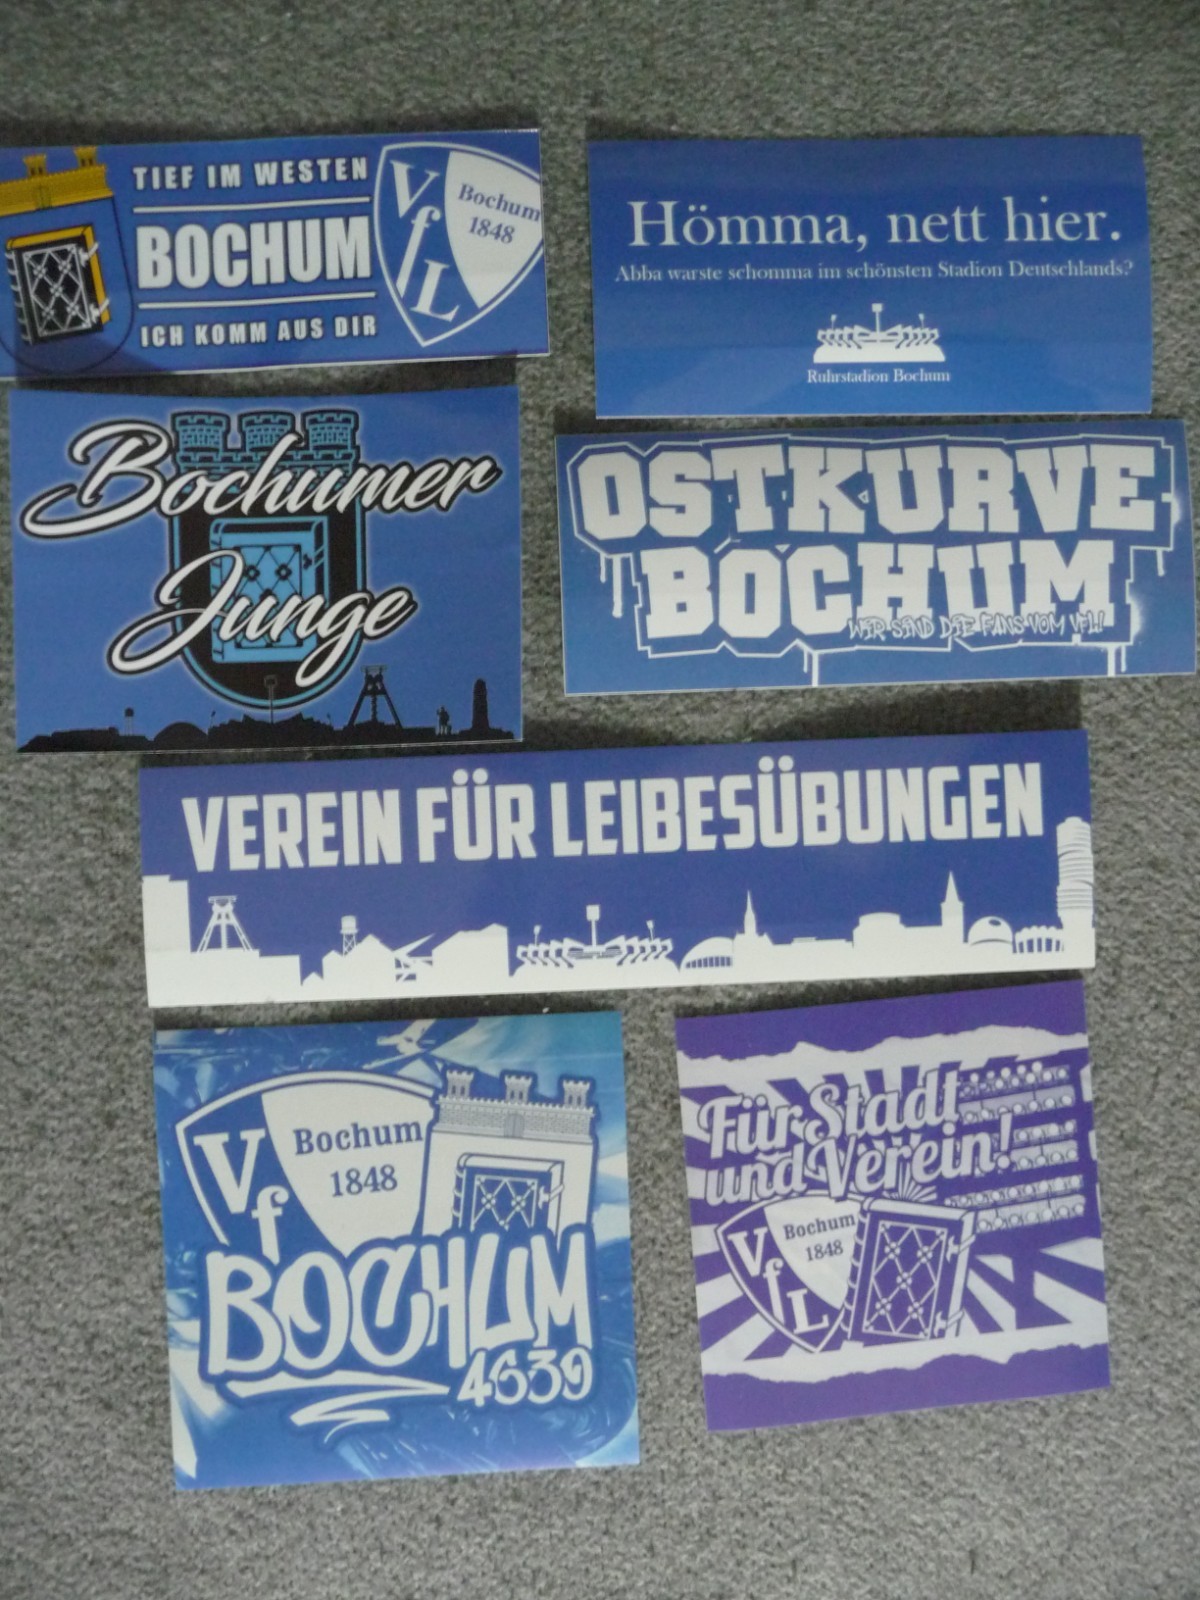 TIEF IM WESTEN
BOCHUM
ICH KOMM AUS DIR
VfL
Bochum
1848
Hömma, nett hier.
Abba warste schomma im schönsten Stadion Deutschlands?
Ruhrstadion Bochum
Bochumer
Junge
OSTKURVE
BOCHUM
WIR SIND DIE FANS VOM VFL!
VEREIN FÜR LEIBESÜBUNGEN
Vf
Bochum
1848
BOCHUM
4630
Für Stadt
und Verein!
VfL
Bochum
1848